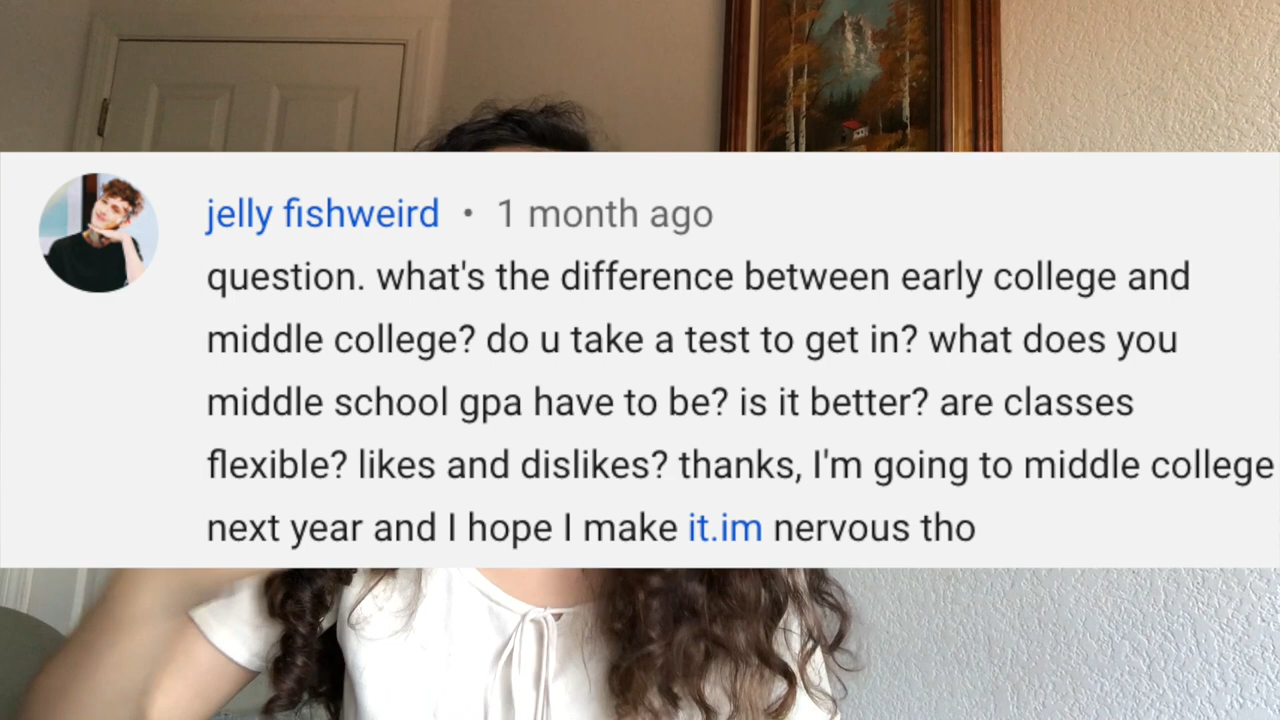 jelly fishweird • 1 month ago
question. what's the difference between early college and
middle college? do u take a test to get in? what does you
middle school gpa have to be? is it better? are classes
flexible? likes and dislikes? thanks, I'm going to middle college
next year and I hope I make it.im nervous tho